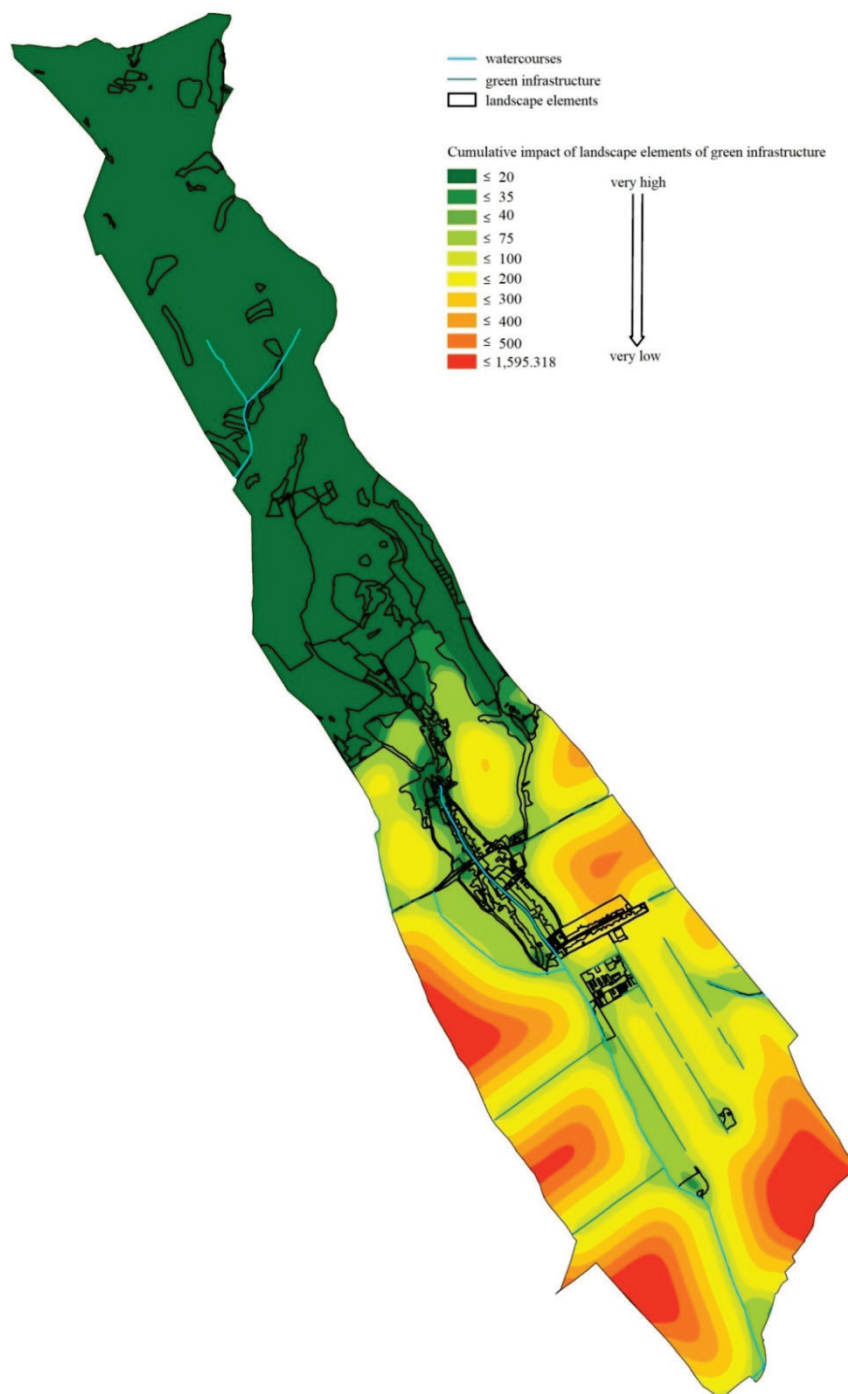 watercourses
green infrastructure
landscape elements
Cumulative impact of landscape elements of green infrastructure
≤ 20
≤ 35
≤ 40
≤ 75
≤ 100
≤ 200
≤ 300
≤ 400
≤ 500
≤ 1,595.318
very high
very low